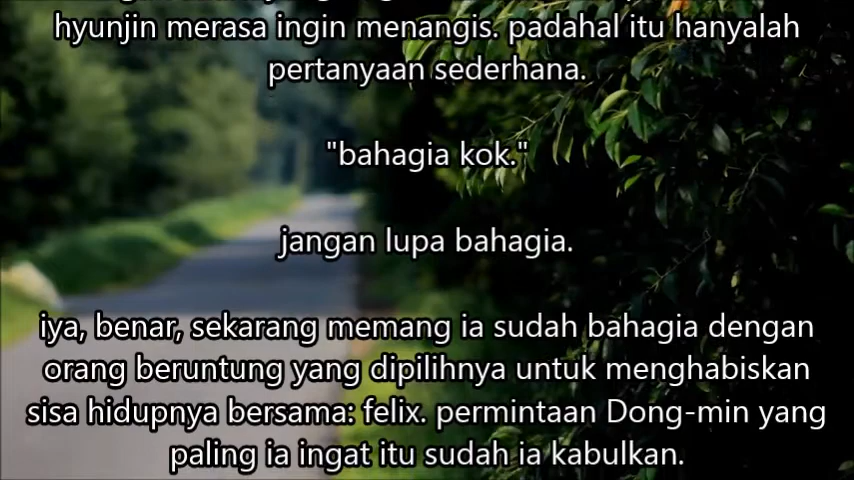 hyunjin merasa ingin menangis. padahal itu hanyalah
pertanyaan sederhana.
"bahagia kok."
jangan lupa bahagia.
iya, benar, sekarang memang ia sudah bahagia dengan
orang beruntung yang dipilihnya untuk menghabiskan
sisa hidupnya bersama: felix. permintaan Dong-min yang
paling ia ingat itu sudah ia kabulkan.